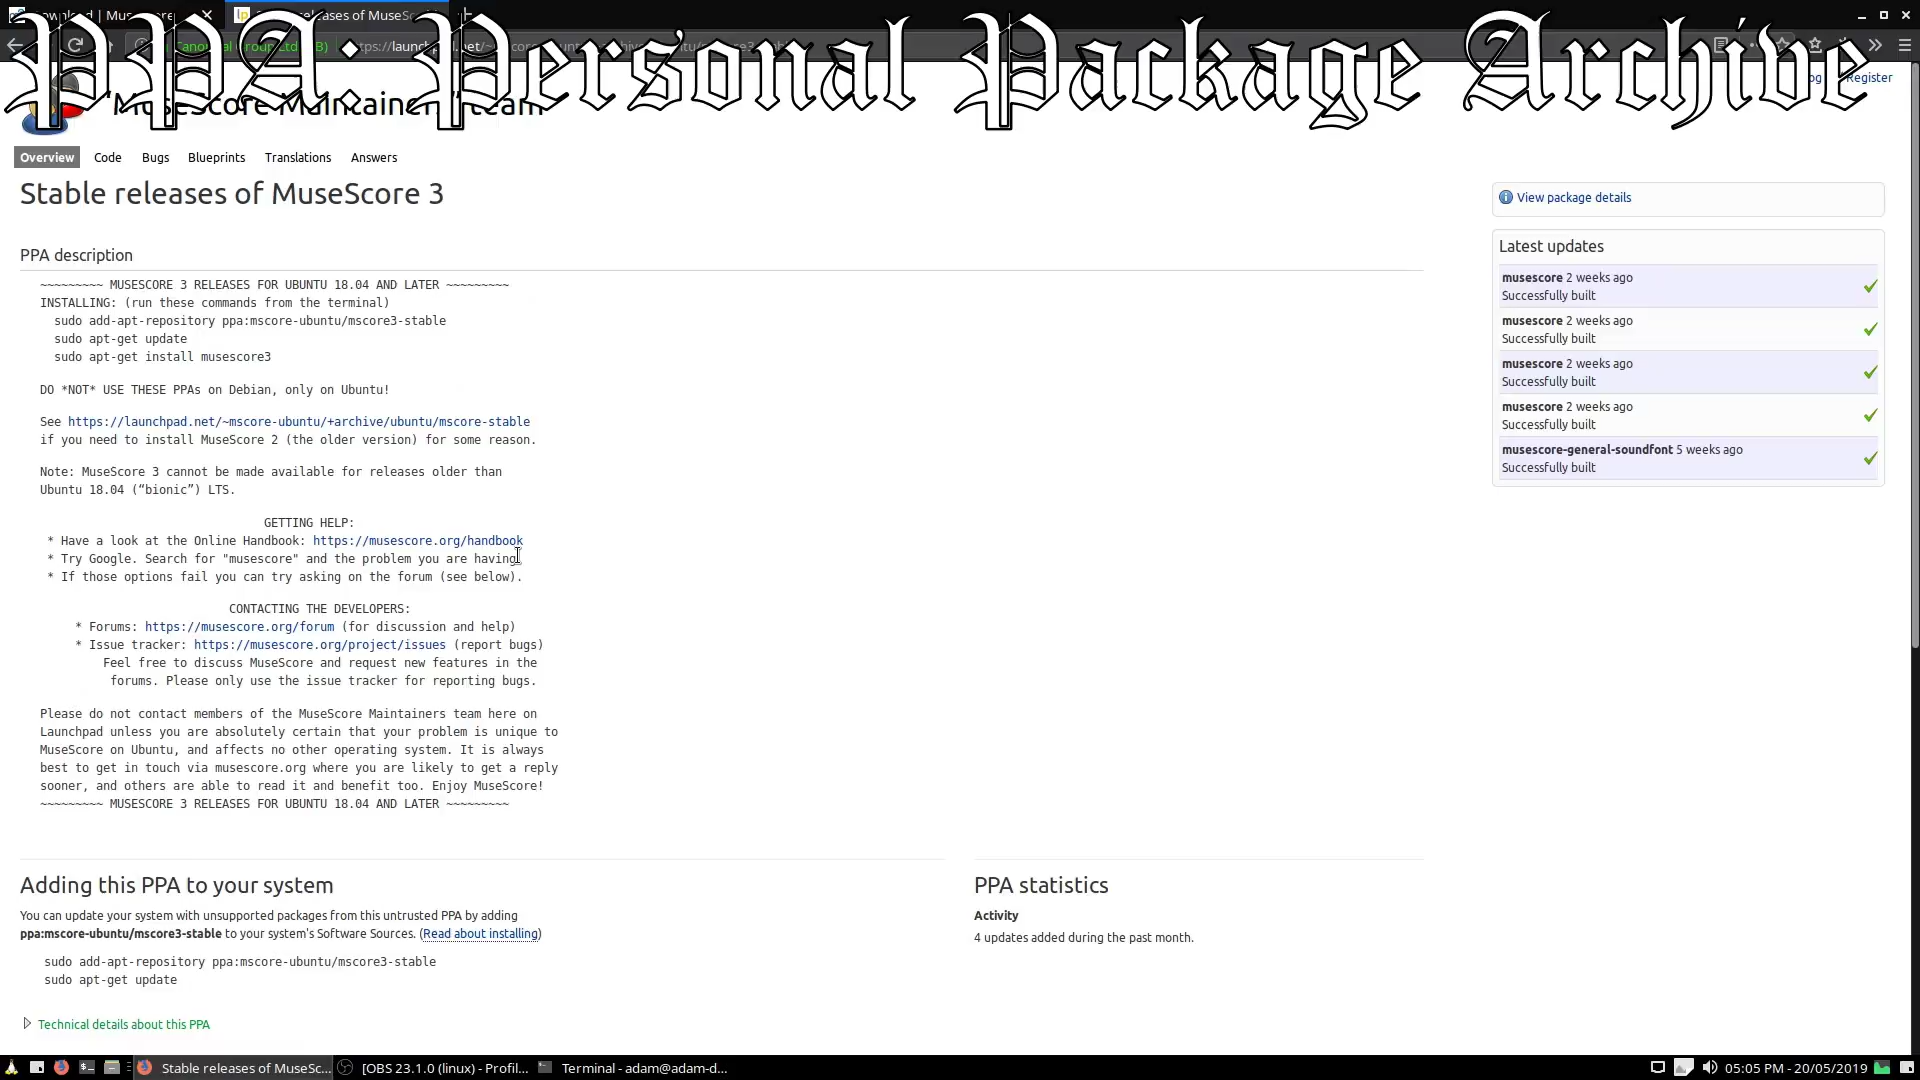 PPA: Personal Package Archive
releases of MuseSc
Register
"MuseScore Maintainers" team
Overview Code Bugs Blueprints Translations Answers
Stable releases of MuseScore 3
View package details
Latest updates
musescore 2 weeks ago
Successfully built
musescore 2 weeks ago
Successfully built
musescore 2 weeks ago
Successfully built
musescore 2 weeks ago
Successfully built
musescore-general-soundfont 5 weeks ago
Successfully built
PPA description
~~~~~~~~~ MUSESCORE 3 RELEASES FOR UBUNTU 18.04 AND LATER ~~~~~~~~~
INSTALLING: (run these commands from the terminal)
sudo add-apt-repository ppa:mscore-ubuntu/mscore3-stable
sudo apt-get update
sudo apt-get install musescore3
DO *NOT* USE THESE PPAs on Debian, only on Ubuntu!
See https://launchpad.net/~mscore-ubuntu/+archive/ubuntu/mscore-stable
if you need to install MuseScore 2 (the older version) for some reason.
Note: MuseScore 3 cannot be made available for releases older than
Ubuntu 18.04 (“bionic”) LTS.
GETTING HELP:
* Have a look at the Online Handbook: https://musescore.org/handbook
* Try Google. Search for "musescore" and the problem you are having.
* If those options fail you can try asking on the forum (see below).
CONTACTING THE DEVELOPERS:
* Forums: https://musescore.org/forum (for discussion and help)
* Issue tracker: https://musescore.org/project/issues (report bugs)
Feel free to discuss MuseScore and request new features in the
forums. Please only use the issue tracker for reporting bugs.
Please do not contact members of the MuseScore Maintainers team here on
Launchpad unless you are absolutely certain that your problem is unique to
MuseScore on Ubuntu, and affects no other operating system. It is always
best to get in touch via musescore.org where you are likely to get a reply
sooner, and others are able to read it and benefit too. Enjoy MuseScore!
~~~~~~~~~ MUSESCORE 3 RELEASES FOR UBUNTU 18.04 AND LATER ~~~~~~~~~
Adding this PPA to your system
You can update your system with unsupported packages from this untrusted PPA by adding
ppa:mscore-ubuntu/mscore3-stable to your system's Software Sources. (Read about installing)
sudo add-apt-repository ppa:mscore-ubuntu/mscore3-stable
sudo apt-get update
Technical details about this PPA
PPA statistics
Activity
4 updates added during the past month.
Stable releases of MuseSc... [OBS 23.1.0 (linux) - Profil... Terminal - adam@adam-d... 05:05 PM - 20/05/2019